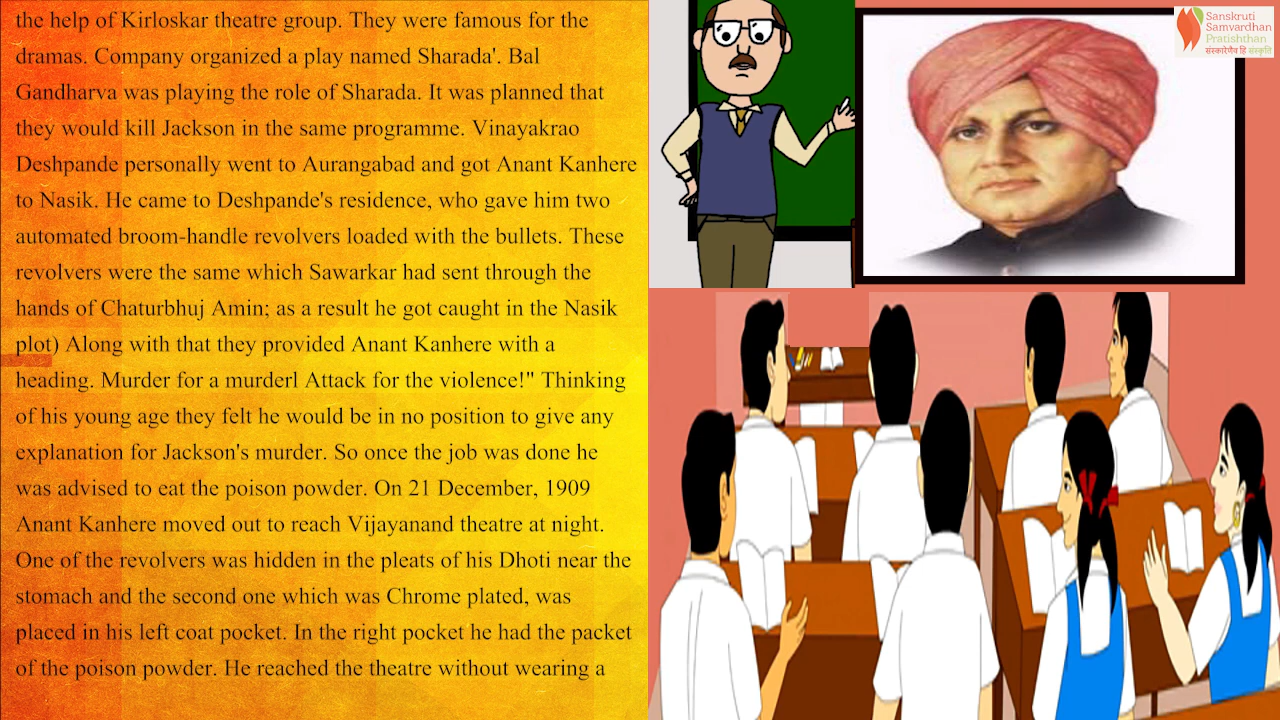 the help of Kirloskar theatre group. They were famous for the
dramas. Company organized a play named Sharada'. Bal
Gandharva was playing the role of Sharada. It was planned that
they would kill Jackson in the same programme. Vinayakrao
Deshpande personally went to Aurangabad and got Anant Kanhere
to Nasik. He came to Deshpande's residence, who gave him two
automated broom-handle revolvers loaded with the bullets. These
revolvers were the same which Sawarkar had sent through the
hands of Chaturbhuj Amin; as a result he got caught in the Nasik
plot) Along with that they provided Anant Kanhere with a
heading. Murder for a murderl Attack for the violence!" Thinking
of his young age they felt he would be in no position to give any
explanation for Jackson's murder. So once the job was done he
was advised to eat the poison powder. On 21 December, 1909
Anant Kanhere moved out to reach Vijayanand theatre at night.
One of the revolvers was hidden in the pleats of his Dhoti near the
stomach and the second one which was Chrome plated, was
placed in his left coat pocket. In the right pocket he had the packet
of the poison powder. He reached the theatre without wearing a
Sanskruti
Samvardhan
Pratishthan
संस्कारेणैव हि संस्कृति